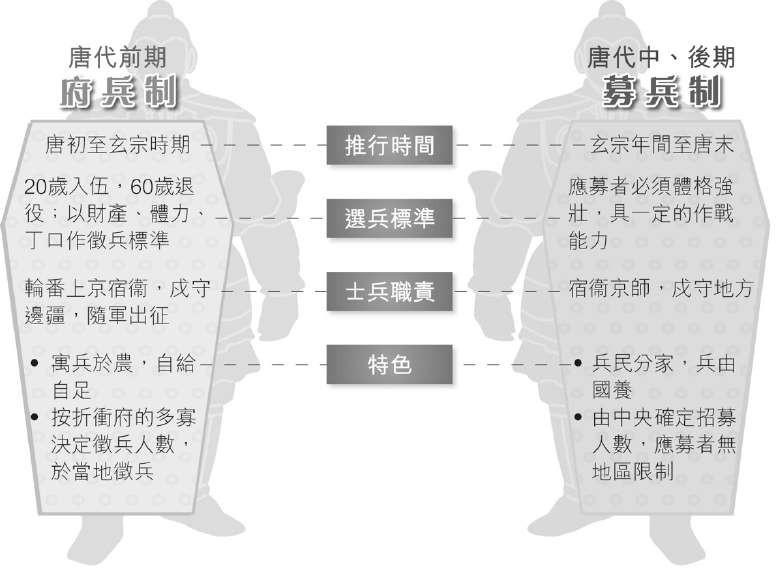 唐代前期
府兵制
唐代中、後期
募兵制
唐初至玄宗時期
推行時間
玄宗年間至唐末
20歲入伍，60歲退
役；以財產、體力、
丁口作徵兵標準
選兵標準
應募者必須體格強
壯，具一定的作戰
能力
輪番上京宿衞，戍守
邊疆，隨軍出征
士兵職責
宿衞京師，戍守地方
• 寓兵於農，自給
自足
• 按折衝府的多寡
決定徵兵人數，
於當地徵兵
特色
• 兵民分家，兵由
國養
• 由中央確定招募
人數，應募者無
地區限制